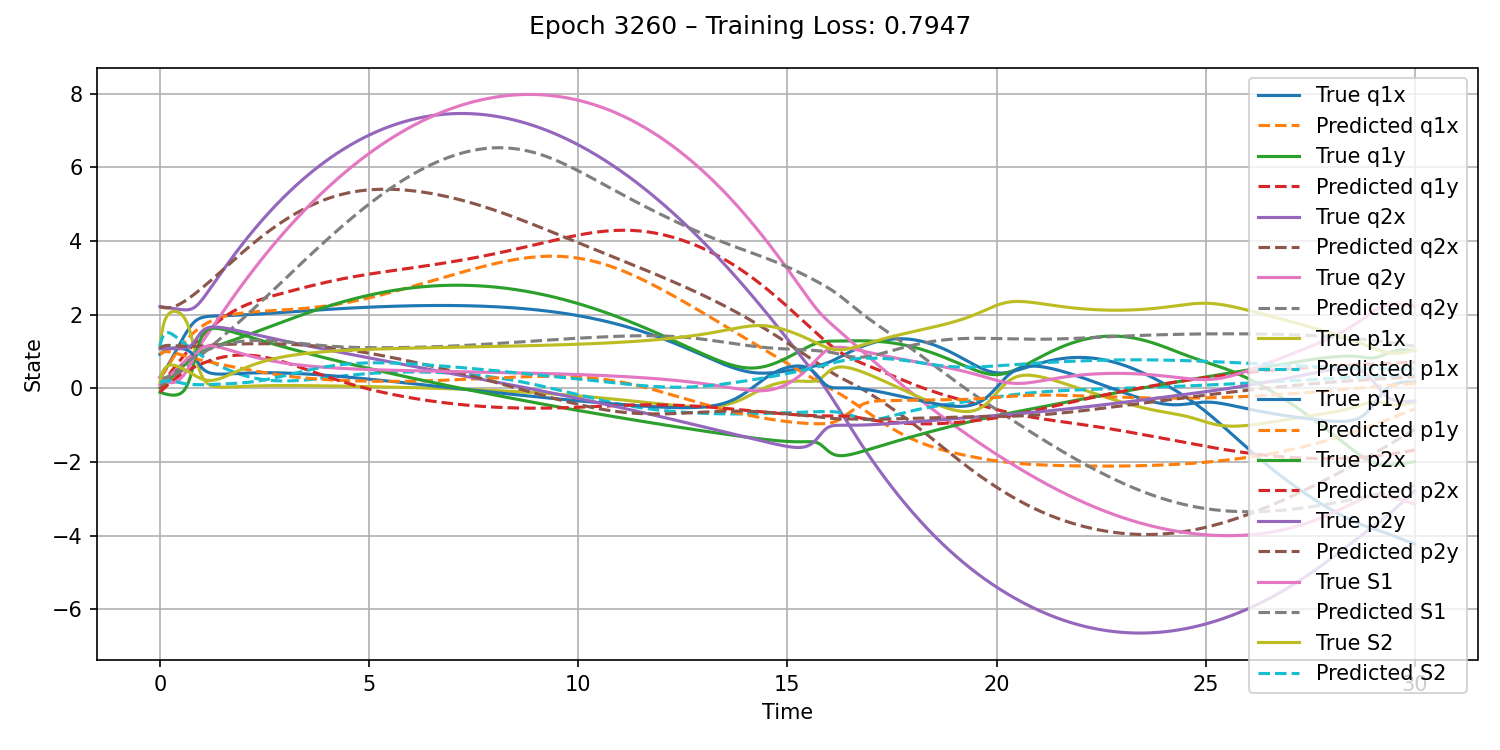 Epoch 3260 – Training Loss: 0.7947
State
8
6
4
2
0
−2
−4
−6
0
5
10
15
20
25
30
Time
True q1x
Predicted q1x
True q1y
Predicted q1y
True q2x
Predicted q2x
True q2y
Predicted q2y
True p1x
Predicted p1x
True p1y
Predicted p1y
True p2x
Predicted p2x
True p2y
Predicted p2y
True S1
Predicted S1
True S2
Predicted S2